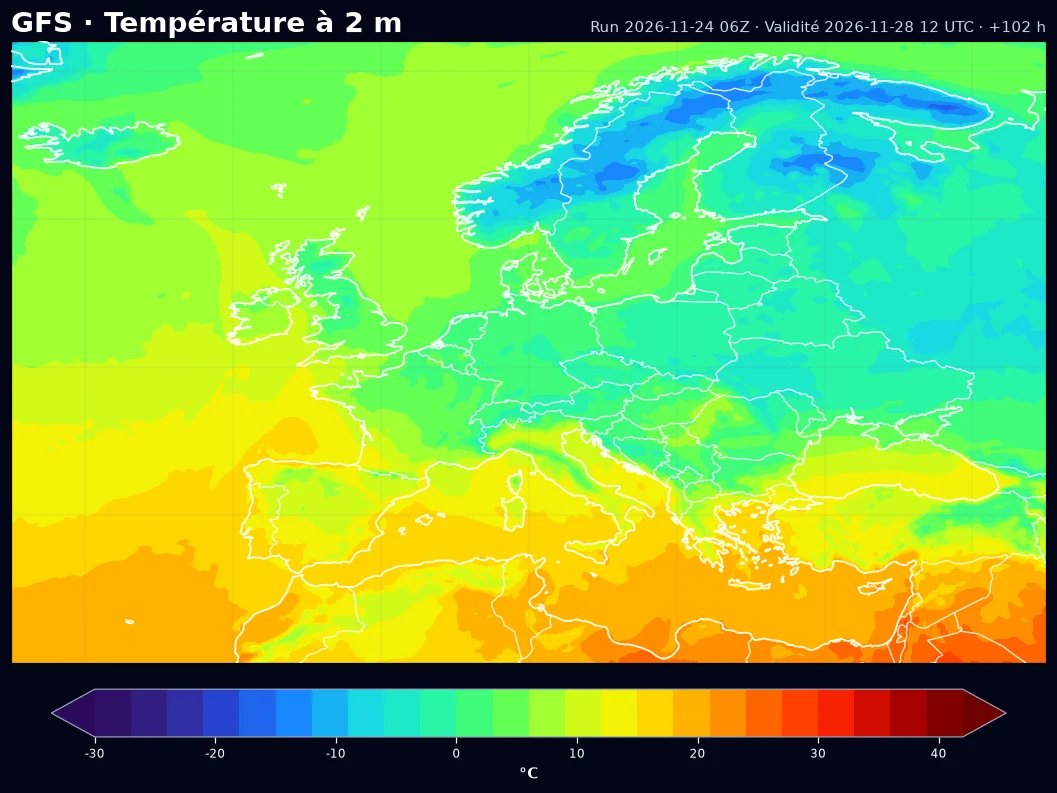 GFS · Température à 2 m
Run 2026-11-24 06Z · Validité 2026-11-28 12 UTC · +102 h
-30 -20 -10 0 10 20 30 40
°C